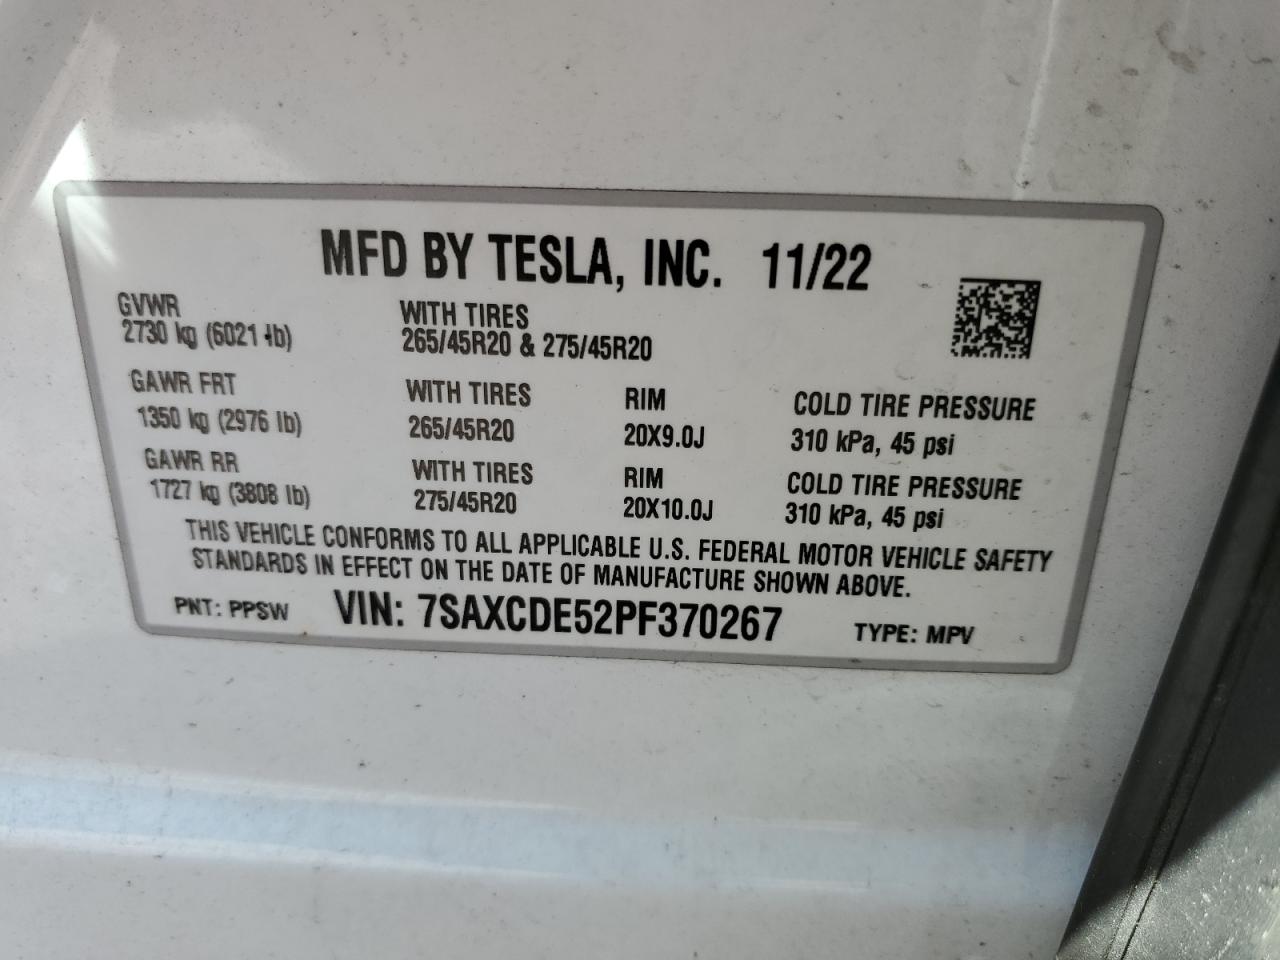 MFD BY TESLA, INC. 11/22
GVWR
2730 kg (6021 lb)
WITH TIRES
265/45R20 & 275/45R20
GAWR FRT
1350 kg (2976 lb)
WITH TIRES
265/45R20
RIM
20X9.0J
COLD TIRE PRESSURE
310 kPa, 45 psi
GAWR RR
1727 kg (3808 lb)
WITH TIRES
275/45R20
RIM
20X10.0J
COLD TIRE PRESSURE
310 kPa, 45 psi
THIS VEHICLE CONFORMS TO ALL APPLICABLE U.S. FEDERAL MOTOR VEHICLE SAFETY
STANDARDS IN EFFECT ON THE DATE OF MANUFACTURE SHOWN ABOVE.
PNT: PPSW VIN: 7SAXCDE52PF370267 TYPE: MPV